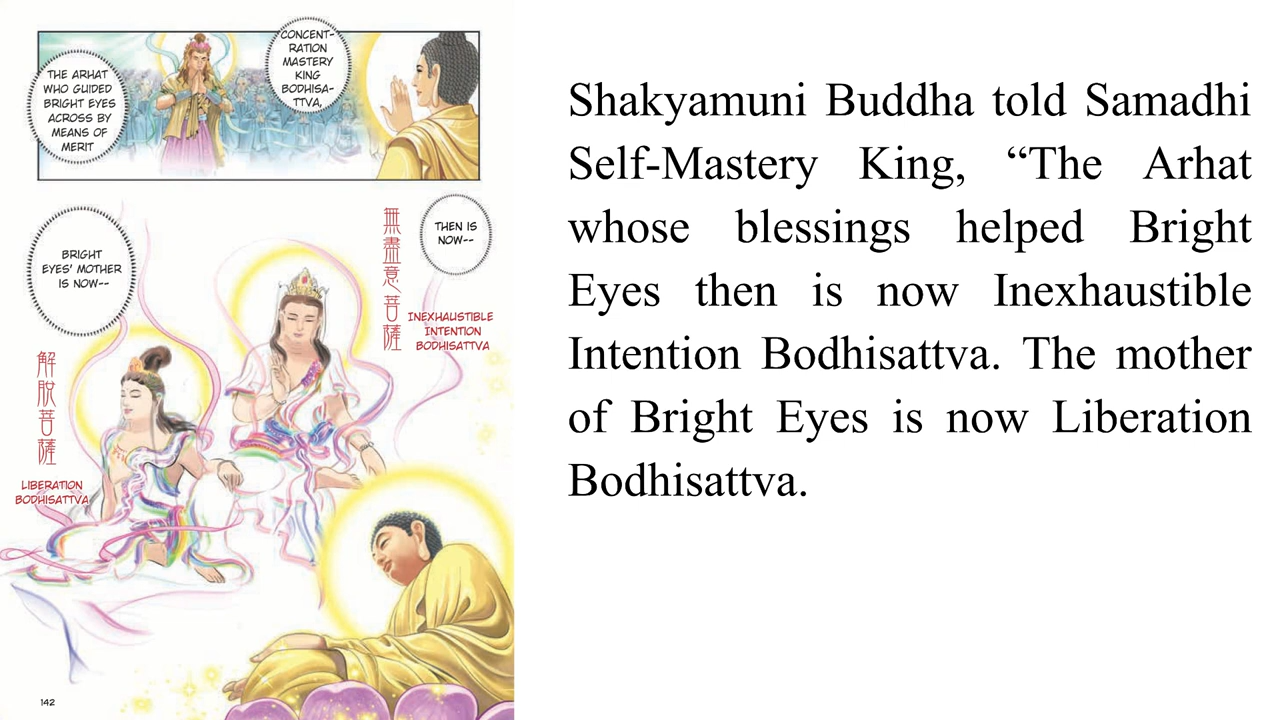 CONCENT-
RATION
MASTERY
KING
BODHISA-
TTVA,
THE ARHAT
WHO GUIDED
BRIGHT EYES
ACROSS BY
MEANS OF
MERIT
THEN IS
NOW--
無盡意菩薩
INEXHAUSTIBLE
INTENTION
BODHISATTVA
BRIGHT
EYES' MOTHER
IS NOW--
解脫菩薩
LIBERATION
BODHISATTVA
142
Shakyamuni Buddha told Samadhi
Self-Mastery King, “The Arhat
whose blessings helped Bright
Eyes then is now Inexhaustible
Intention Bodhisattva. The mother
of Bright Eyes is now Liberation
Bodhisattva.